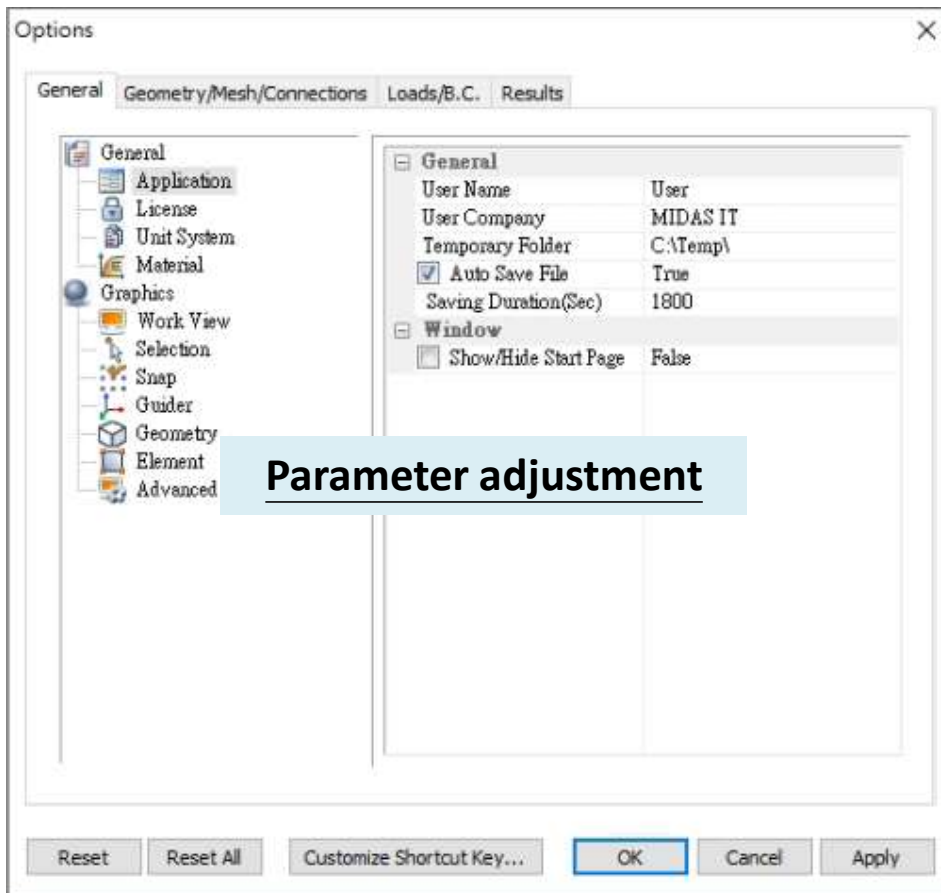 Options
General Geometry/Mesh/Connections Loads/B.C. Results
General
Application
License
Unit System
Material
Graphics
Work View
Selection
Snap
Guider
Geometry
Element
Advanced
General
User Name User
User Company MIDAS IT
Temporary Folder C:\Temp\
Auto Save File True
Saving Duration(Sec) 1800
Window
Show/Hide Start Page False
Parameter adjustment
Reset Reset All Customize Shortcut Key... OK Cancel Apply